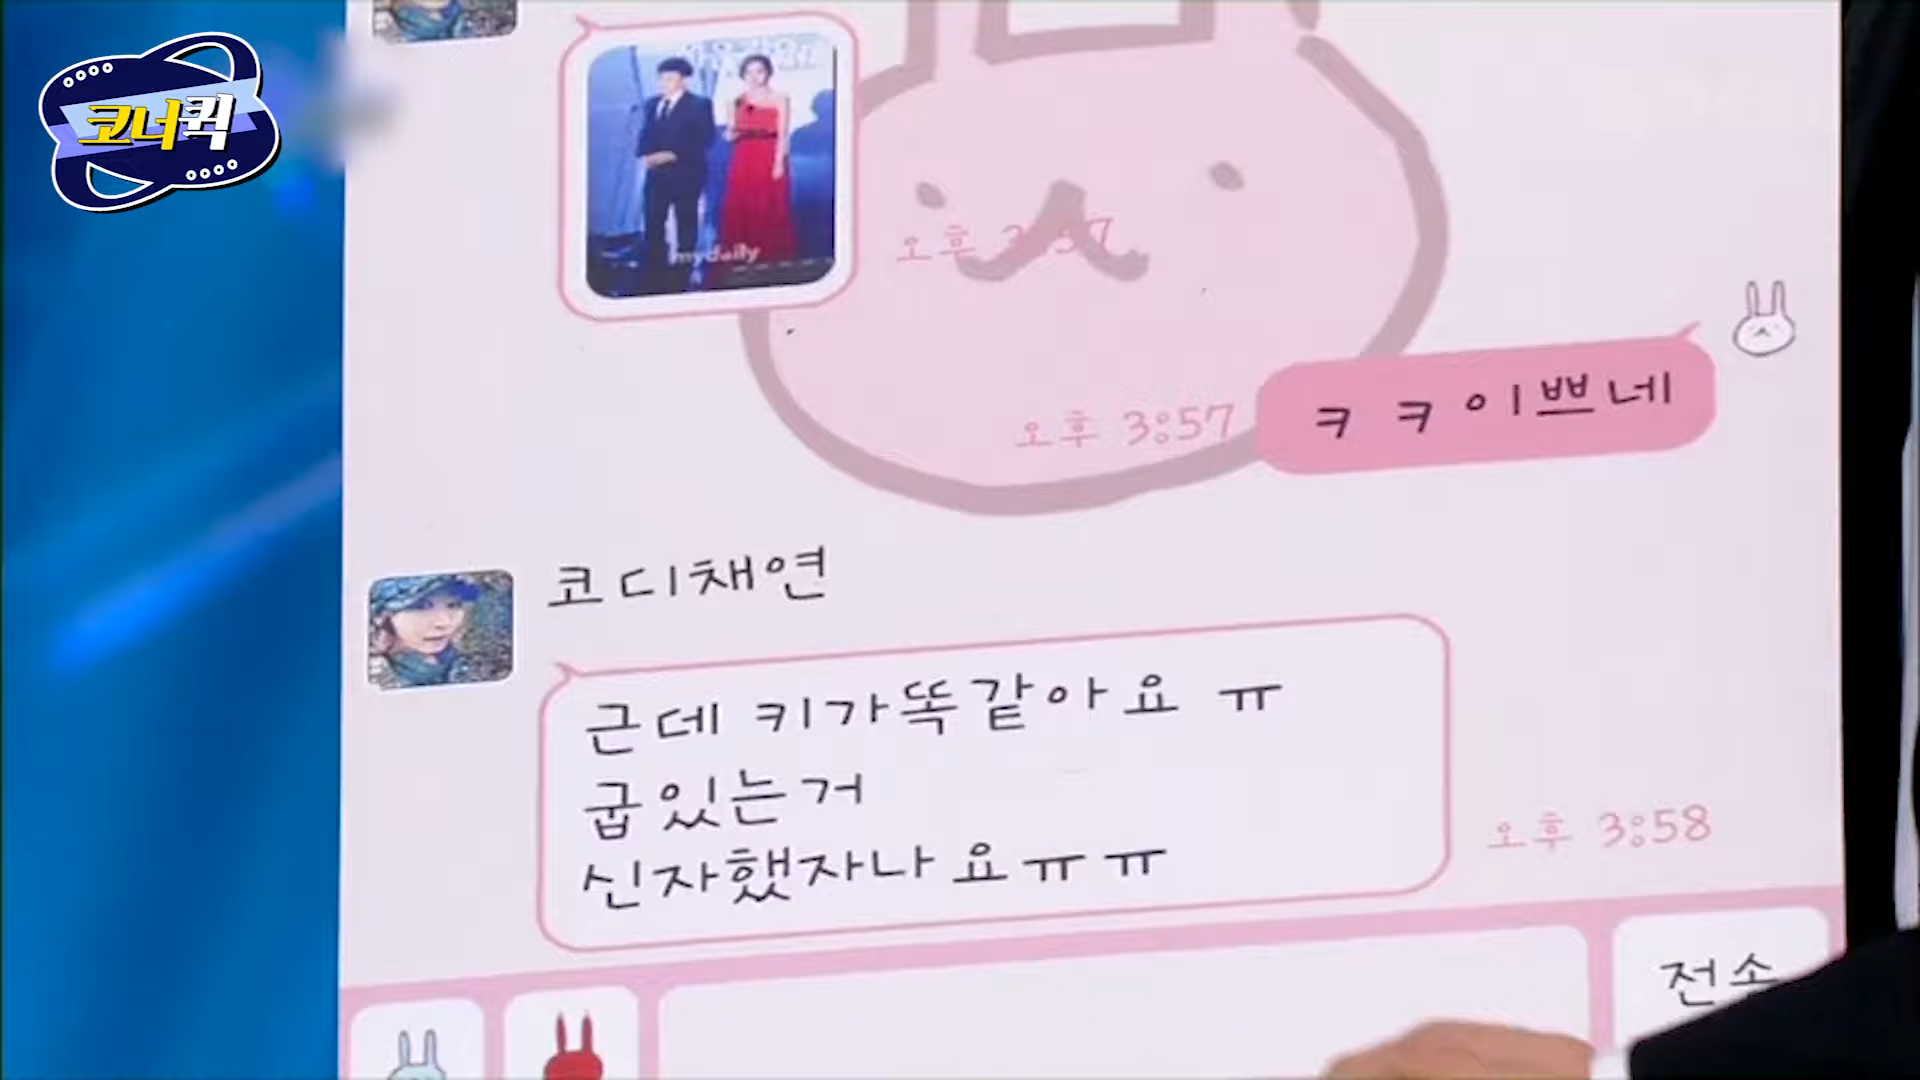 코너퀵
mydaily
오후 3:57
ㅋ ㅋ 이쁘네
오후 3:57
코디채연
근데 키가똑같아요 ㅠ
굽있는거
신자했자나요ㅠㅠ
오후 3:58
전송